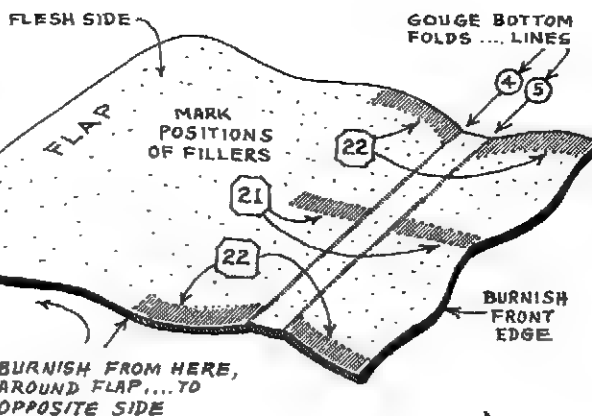 FLESH SIDE
GOUGE BOTTOM
FOLDS .... LINES
4
5
FLAP
MARK
POSITIONS
OF FILLERS
22
21
22
BURNISH
FRONT
EDGE
BURNISH FROM HERE,
AROUND FLAP.... TO
OPPOSITE SIDE